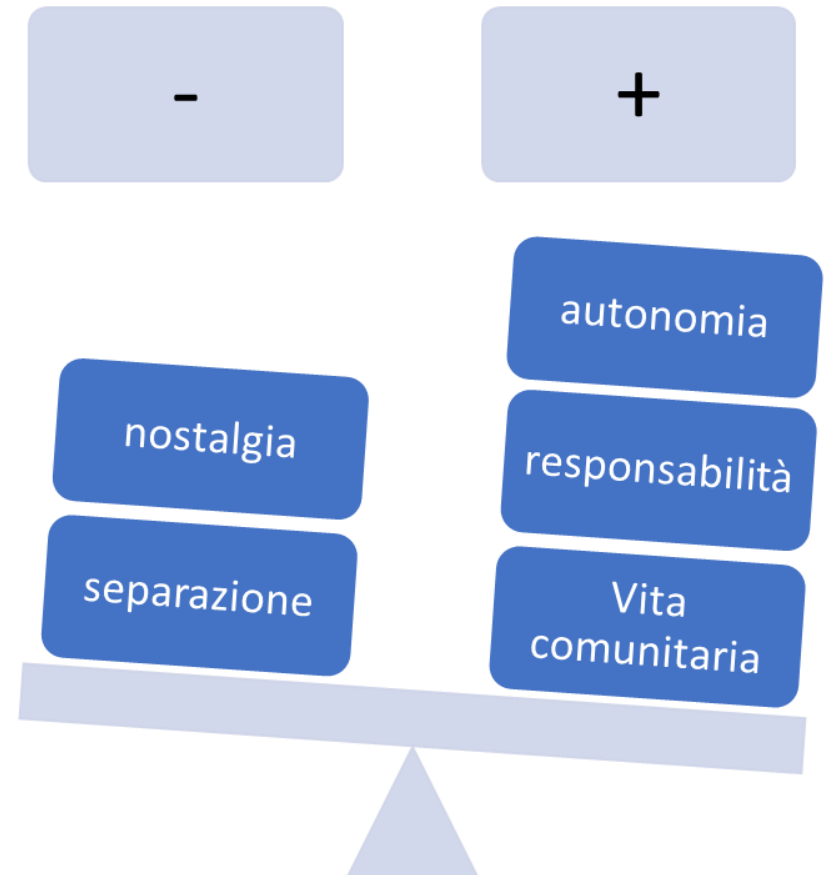 -
+
nostalgia
separazione
autonomia
responsabilità
Vita
comunitaria